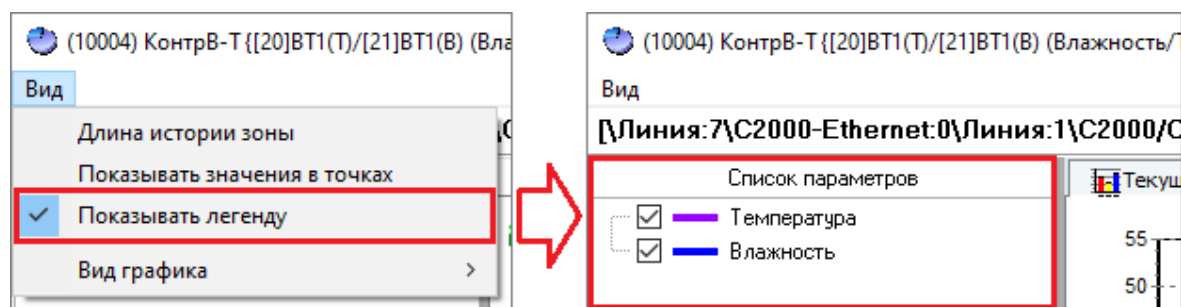 (10004) КонтрВ-Т {[20]ВТ1(Т)/[21]ВТ1(В) (Вла
Вид
Длина истории зоны
Показывать значения в точках
Показывать легенду
Вид графика
(10004) КонтрВ-Т {[20]ВТ1(Т)/[21]ВТ1(В) (Влажность/Т
Вид
[\Линия:7\С2000-Ethernet:0\Линия:1\С2000/С
Список параметров
Текущ
Температура
Влажность
55
50